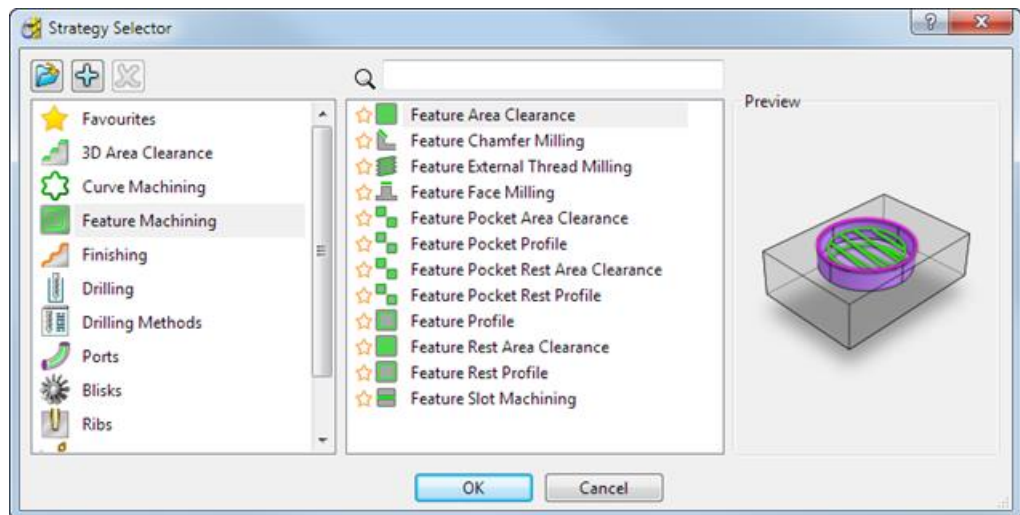 Strategy Selector
Favourites
3D Area Clearance
Curve Machining
Feature Machining
Finishing
Drilling
Drilling Methods
Ports
Blisks
Ribs
Feature Area Clearance
Feature Chamfer Milling
Feature External Thread Milling
Feature Face Milling
Feature Pocket Area Clearance
Feature Pocket Profile
Feature Pocket Rest Area Clearance
Feature Pocket Rest Profile
Feature Profile
Feature Rest Area Clearance
Feature Rest Profile
Feature Slot Machining
Preview
OK
Cancel